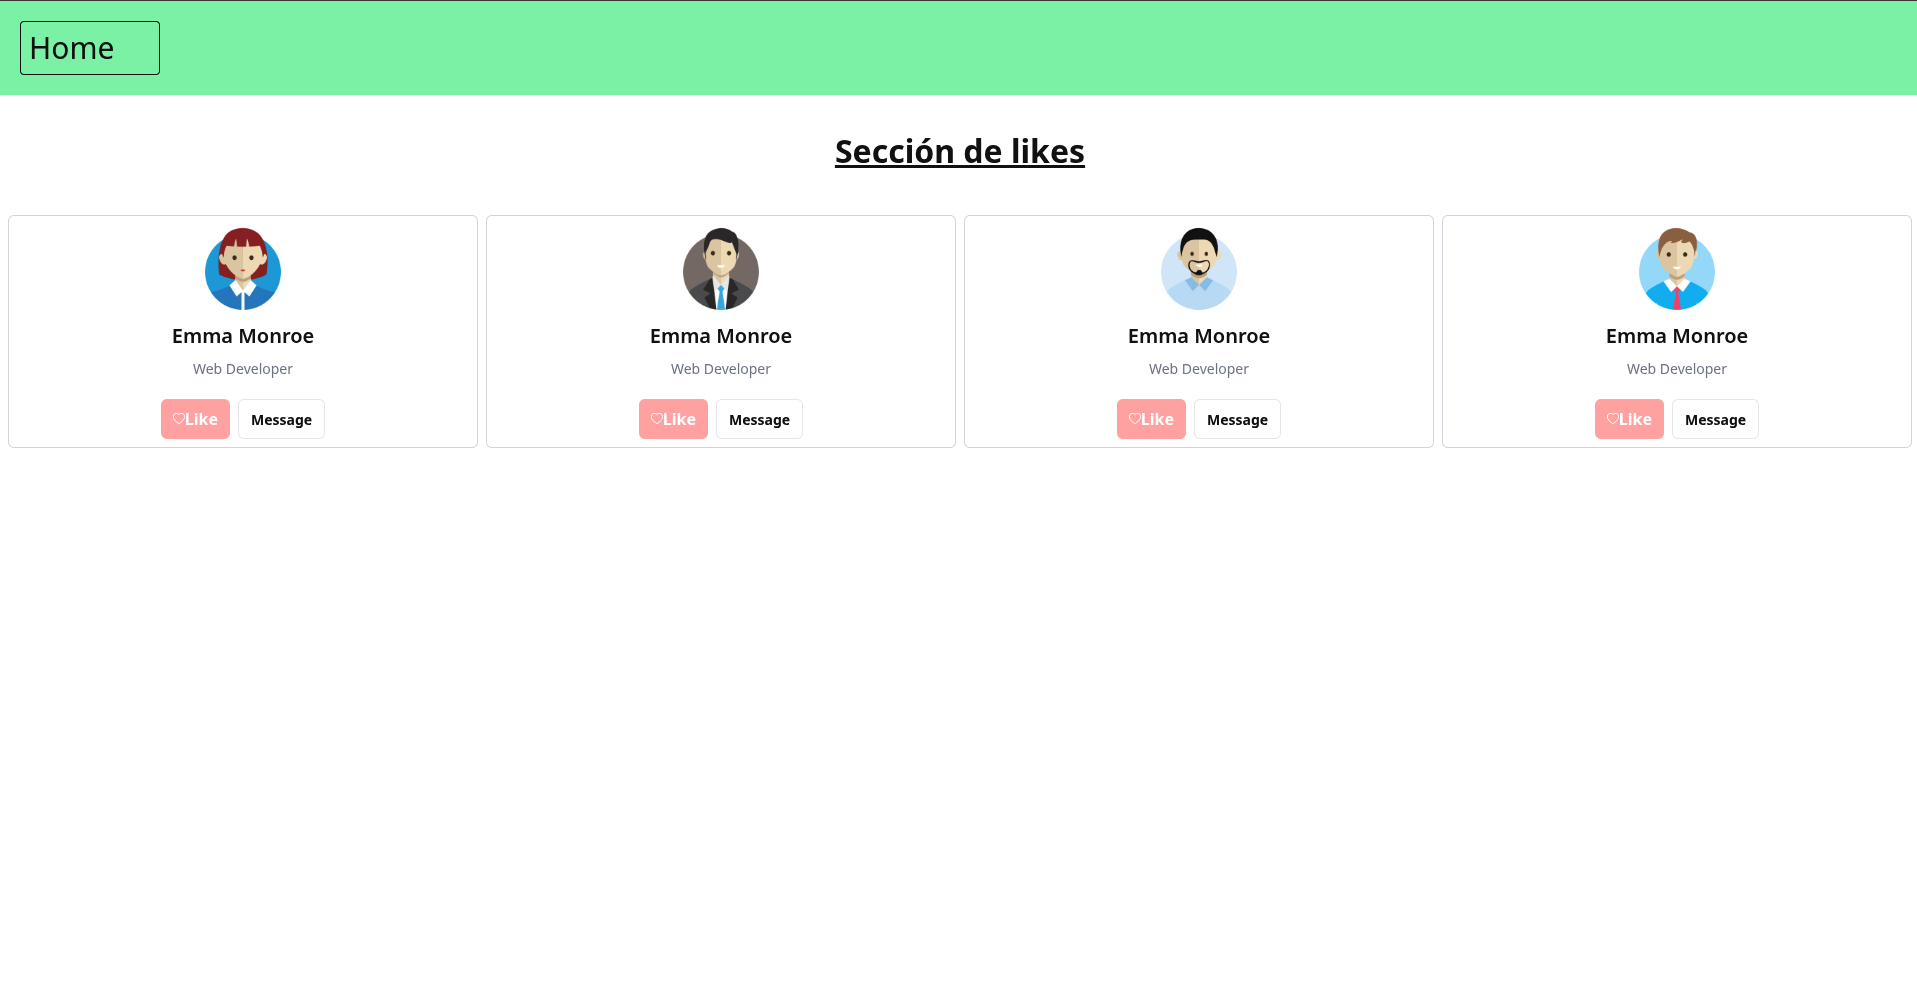 Home
Sección de likes
Emma Monroe
Web Developer
Like
Message
Emma Monroe
Web Developer
Like
Message
Emma Monroe
Web Developer
Like
Message
Emma Monroe
Web Developer
Like
Message